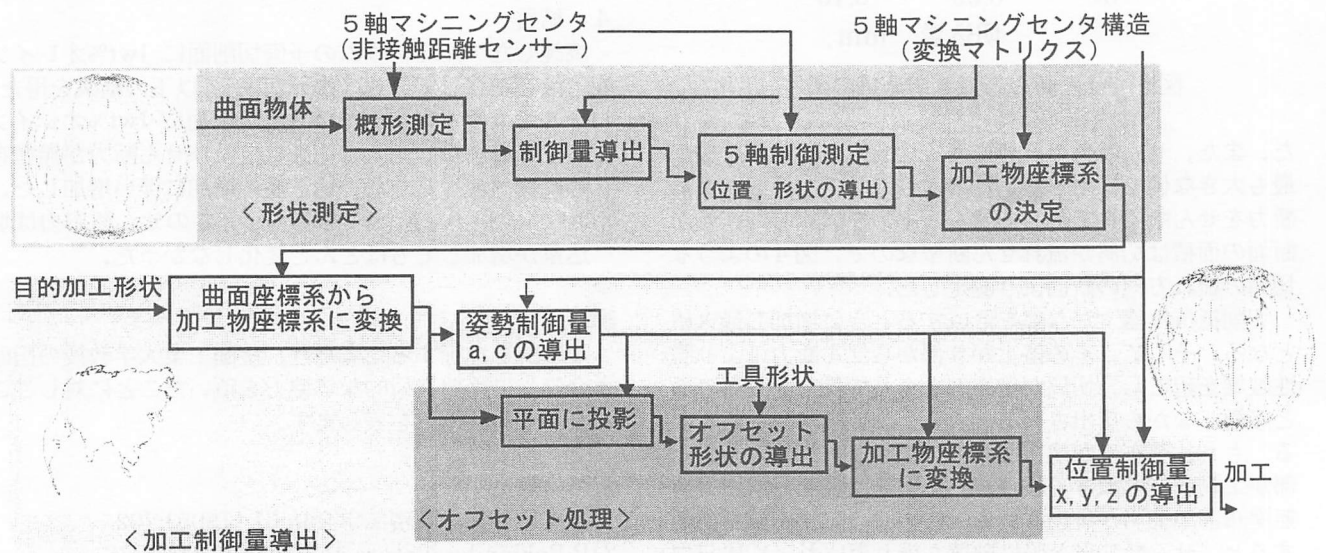 5軸マシニングセンタ
(非接触距離センサー)
5軸マシニングセンタ構造
(変換マトリクス)
曲面物体
概形測定
制御量導出
5軸制御測定
(位置,形状の導出)
加工物座標系
の決定
<形状測定>
目的加工形状
曲面座標系から
加工物座標系に変換
姿勢制御量
a, cの導出
工具形状
平面に投影
オフセット
形状の導出
加工物座標系
に変換
位置制御量
x, y, zの導出
加工
<オフセット処理>
<加工制御量導出>